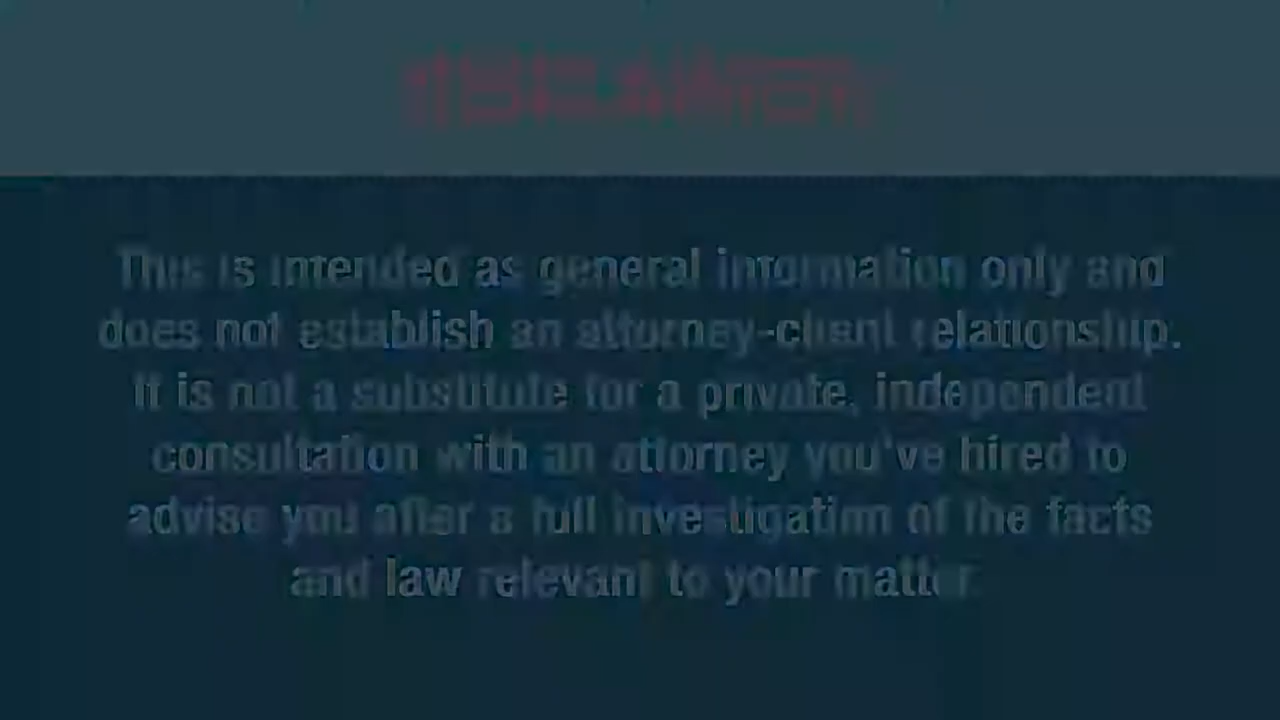 This is intended as general information only and
does not establish an attorney-client relationship.
It is not a substitute for a private, independent
consultation with an attorney you've hired to
advise you after a full investigation of the facts
and law relevant to your matter.